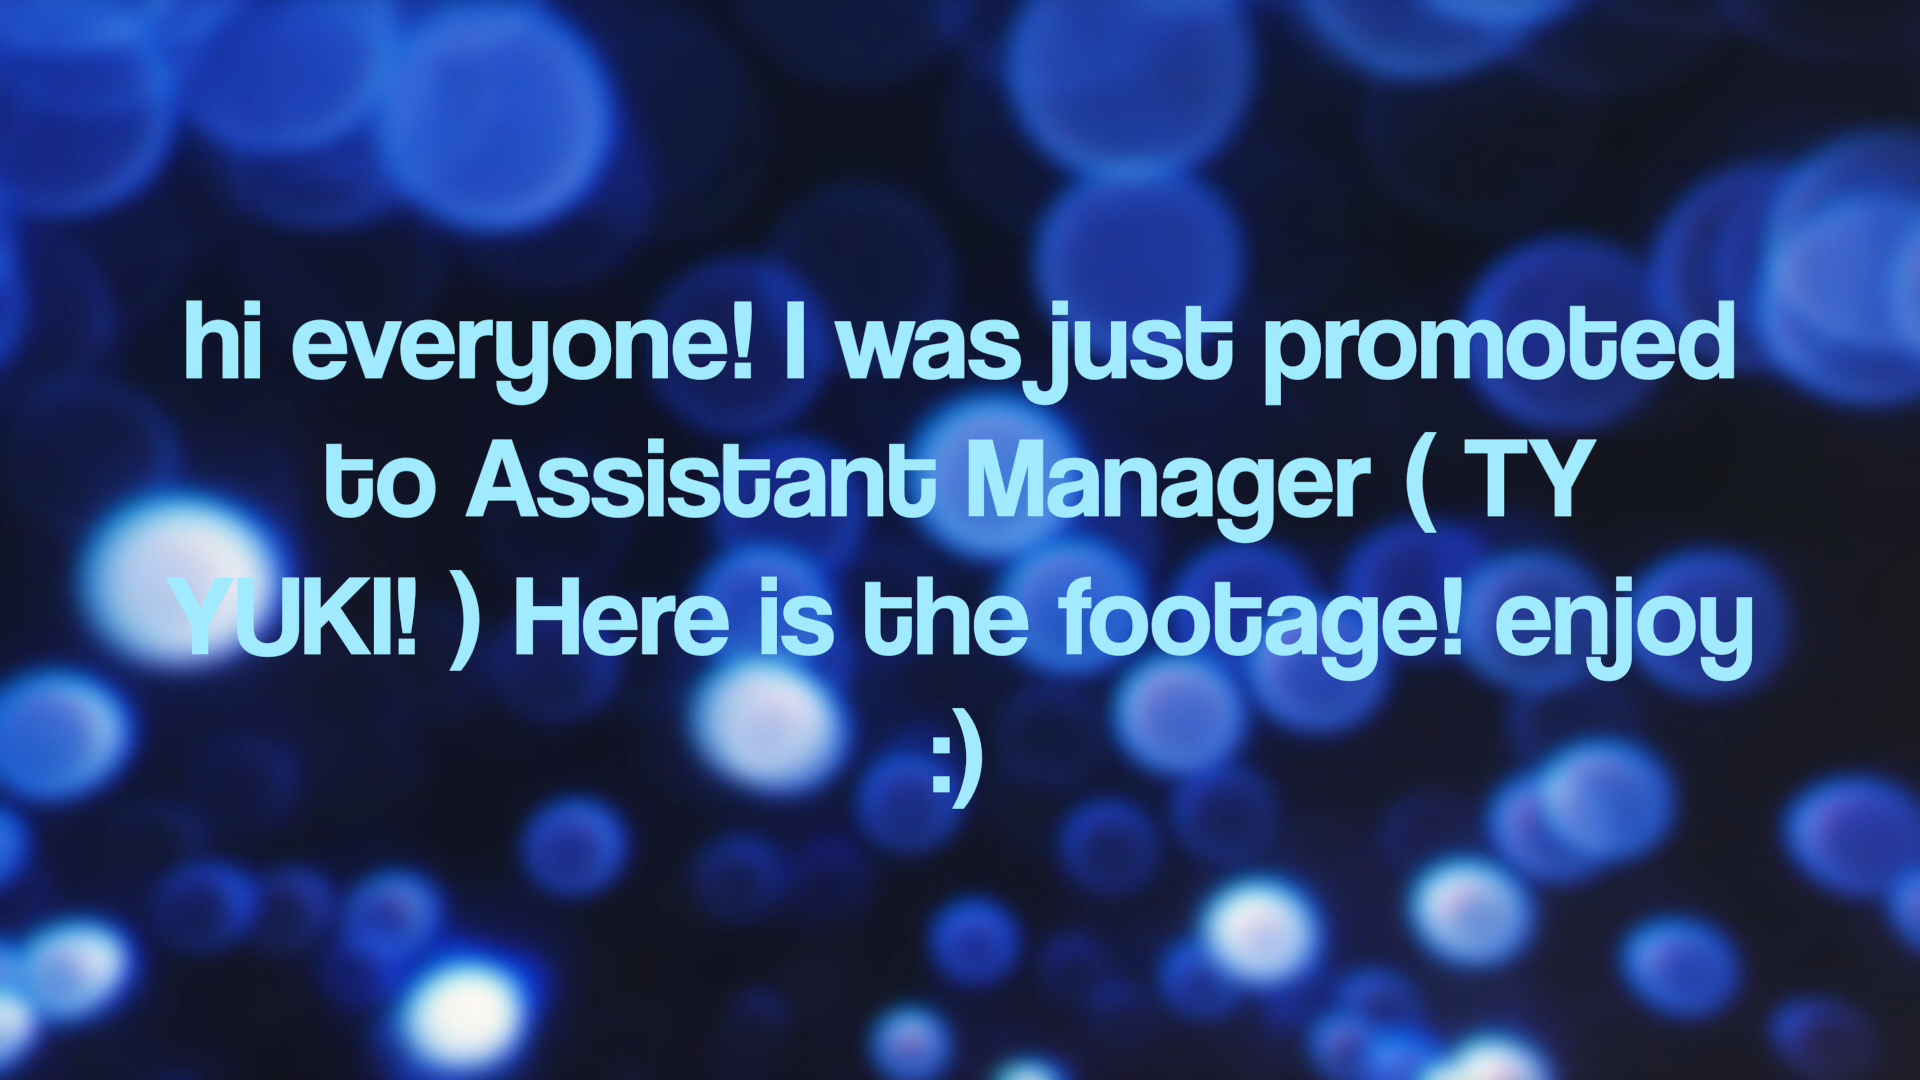 hi everyone! I was just promoted
to Assistant Manager ( TY
YUKI! ) Here is the footage! enjoy
:)